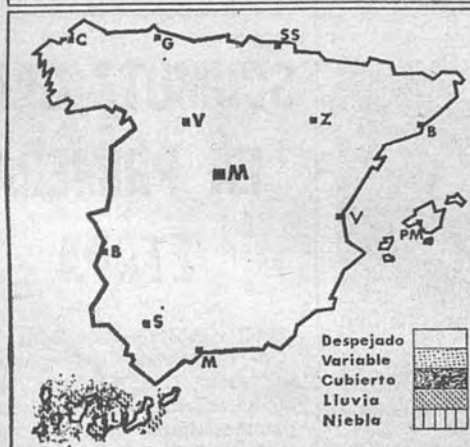 C G SS
V Z B
M
V
PM
B
S
M
Despejado
Variable
Cubierto
Lluvia
Niebla